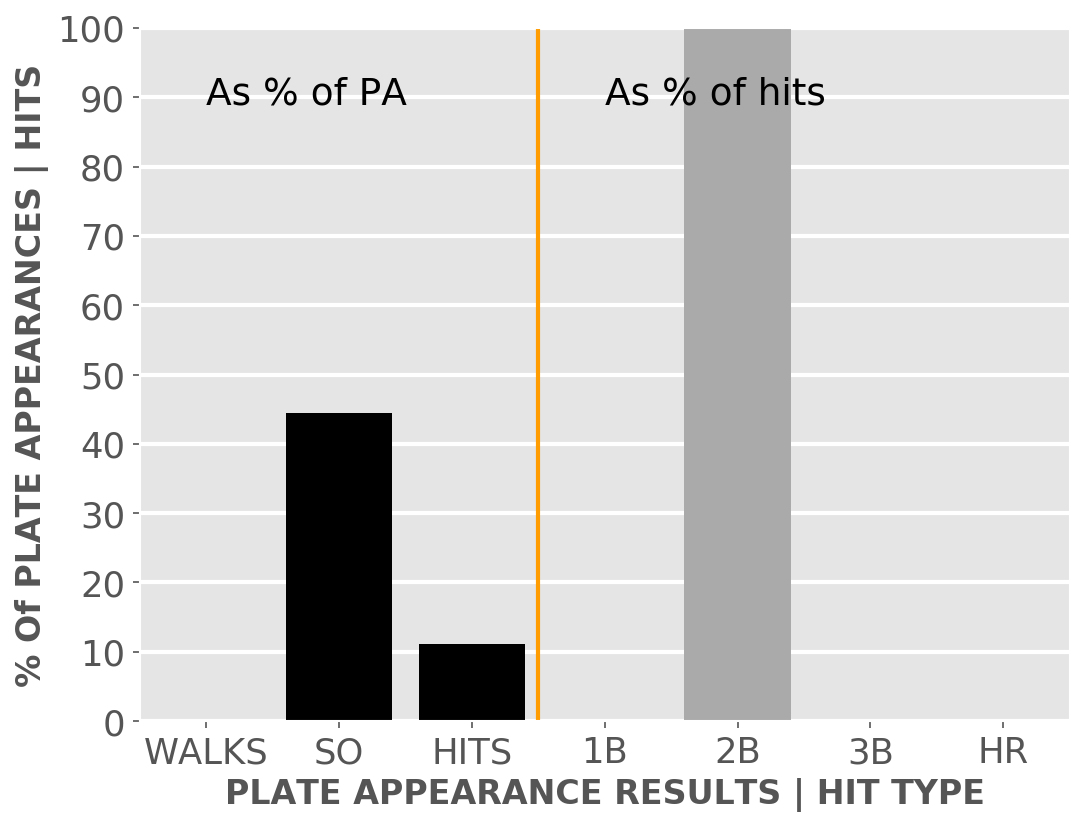 100
As % of PA
As % of hits
90
80
70
60
50
40
30
20
10
0
% Of PLATE APPEARANCES | HITS
WALKS SO HITS 1B 2B 3B HR
PLATE APPEARANCE RESULTS | HIT TYPE